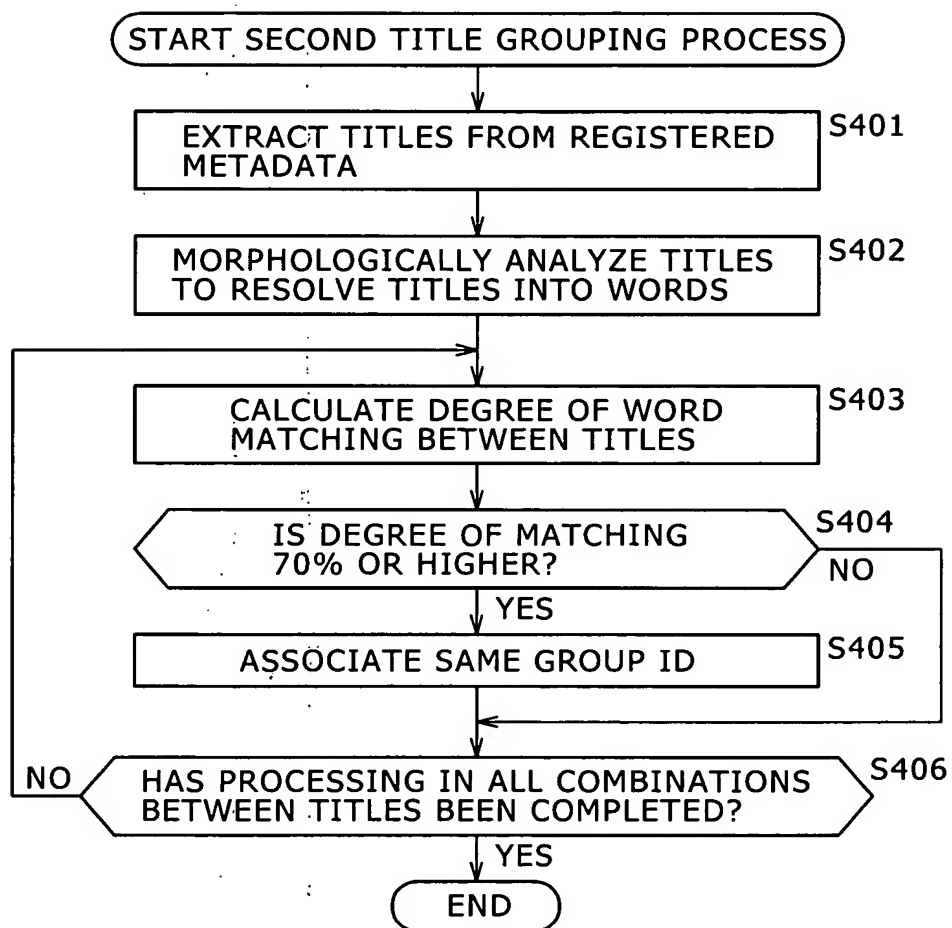 START SECOND TITLE GROUPING PROCESS
EXTRACT TITLES FROM REGISTERED
METADATA
S401
MORPHOLOGICALLY ANALYZE TITLES
TO RESOLVE TITLES INTO WORDS
S402
CALCULATE DEGREE OF WORD
MATCHING BETWEEN TITLES
S403
IS DEGREE OF MATCHING
70% OR HIGHER?
S404
NO
YES
ASSOCIATE SAME GROUP ID
S405
NO
HAS PROCESSING IN ALL COMBINATIONS
BETWEEN TITLES BEEN COMPLETED?
S406
YES
END